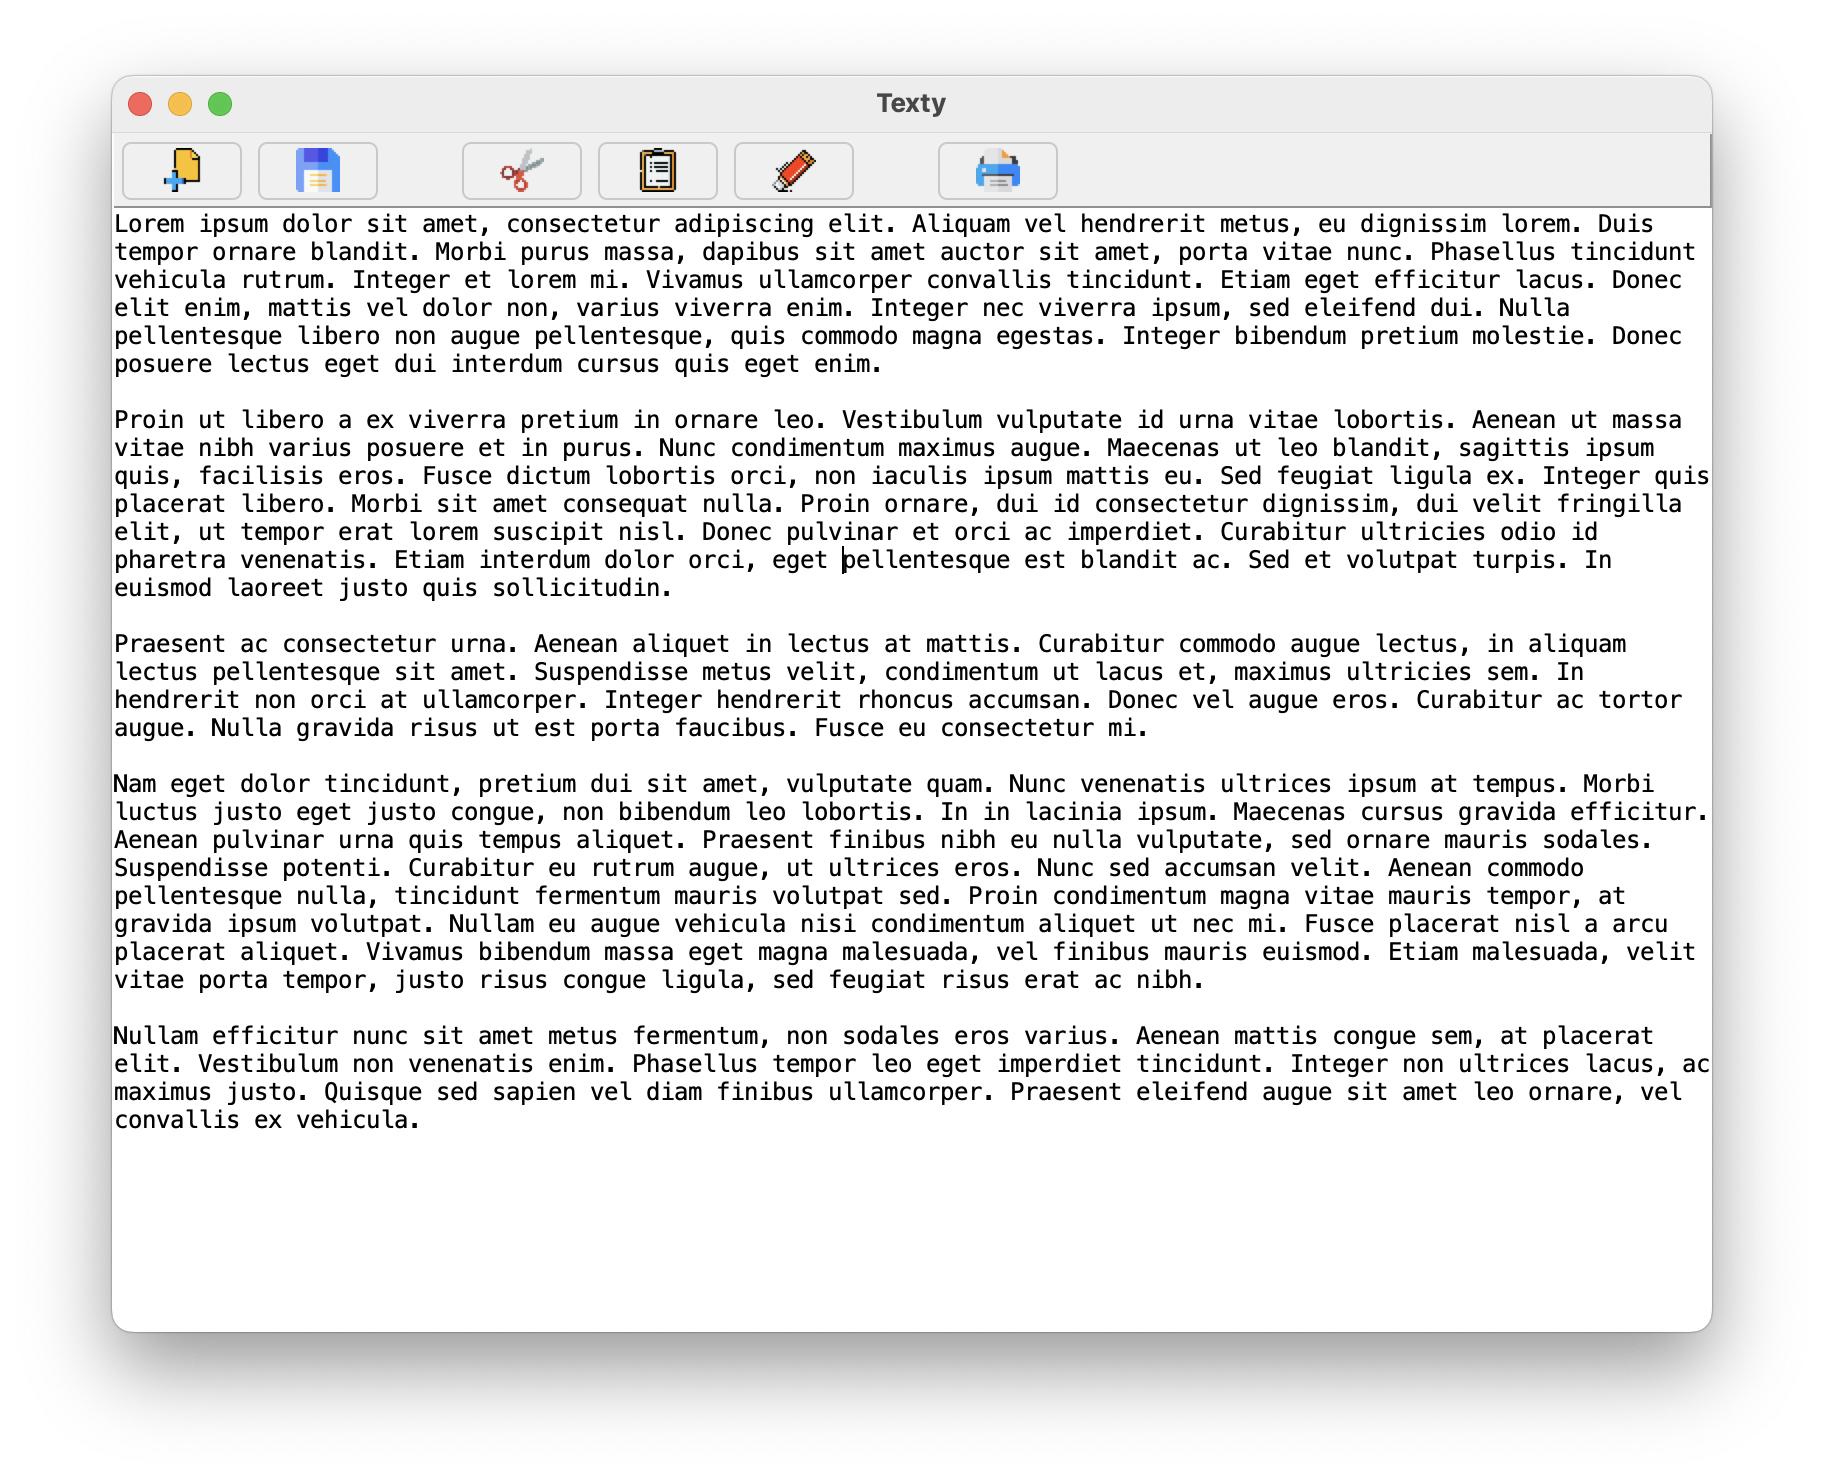 Texty
Lorem ipsum dolor sit amet, consectetur adipiscing elit. Aliquam vel hendrerit metus, eu dignissim lorem. Duis
tempor ornare blandit. Morbi purus massa, dapibus sit amet auctor sit amet, porta vitae nunc. Phasellus tincidunt
vehicula rutrum. Integer et lorem mi. Vivamus ullamcorper convallis tincidunt. Etiam eget efficitur lacus. Donec
elit enim, mattis vel dolor non, varius viverra enim. Integer nec viverra ipsum, sed eleifend dui. Nulla
pellentesque libero non augue pellentesque, quis commodo magna egestas. Integer bibendum pretium molestie. Donec
posuere lectus eget dui interdum cursus quis eget enim.

Proin ut libero a ex viverra pretium in ornare leo. Vestibulum vulputate id urna vitae lobortis. Aenean ut massa
vitae nibh varius posuere et in purus. Nunc condimentum maximus augue. Maecenas ut leo blandit, sagittis ipsum
quis, facilisis eros. Fusce dictum lobortis orci, non iaculis ipsum mattis eu. Sed feugiat ligula ex. Integer quis
placerat libero. Morbi sit amet consequat nulla. Proin ornare, dui id consectetur dignissim, dui velit fringilla
elit, ut tempor erat lorem suscipit nisl. Donec pulvinar et orci ac imperdiet. Curabitur ultricies odio id
pharetra venenatis. Etiam interdum dolor orci, eget pellentesque est blandit ac. Sed et volutpat turpis. In
euismod laoreet justo quis sollicitudin.

Praesent ac consectetur urna. Aenean aliquet in lectus at mattis. Curabitur commodo augue lectus, in aliquam
lectus pellentesque sit amet. Suspendisse metus velit, condimentum ut lacus et, maximus ultricies sem. In
hendrerit non orci at ullamcorper. Integer hendrerit rhoncus accumsan. Donec vel augue eros. Curabitur ac tortor
augue. Nulla gravida risus ut est porta faucibus. Fusce eu consectetur mi.

Nam eget dolor tincidunt, pretium dui sit amet, vulputate quam. Nunc venenatis ultrices ipsum at tempus. Morbi
luctus justo eget justo congue, non bibendum leo lobortis. In in lacinia ipsum. Maecenas cursus gravida efficitur.
Aenean pulvinar urna quis tempus aliquet. Praesent finibus nibh eu nulla vulputate, sed ornare mauris sodales.
Suspendisse potenti. Curabitur eu rutrum augue, ut ultrices eros. Nunc sed accumsan velit. Aenean commodo
pellentesque nulla, tincidunt fermentum mauris volutpat sed. Proin condimentum magna vitae mauris tempor, at
gravida ipsum volutpat. Nullam eu augue vehicula nisi condimentum aliquet ut nec mi. Fusce placerat nisl a arcu
placerat aliquet. Vivamus bibendum massa eget magna malesuada, vel finibus mauris euismod. Etiam malesuada, velit
vitae porta tempor, justo risus congue ligula, sed feugiat risus erat ac nibh.

Nullam efficitur nunc sit amet metus fermentum, non sodales eros varius. Aenean mattis congue sem, at placerat
elit. Vestibulum non venenatis enim. Phasellus tempor leo eget imperdiet tincidunt. Integer non ultrices lacus, ac
maximus justo. Quisque sed sapien vel diam finibus ullamcorper. Praesent eleifend augue sit amet leo ornare, vel
convallis ex vehicula.